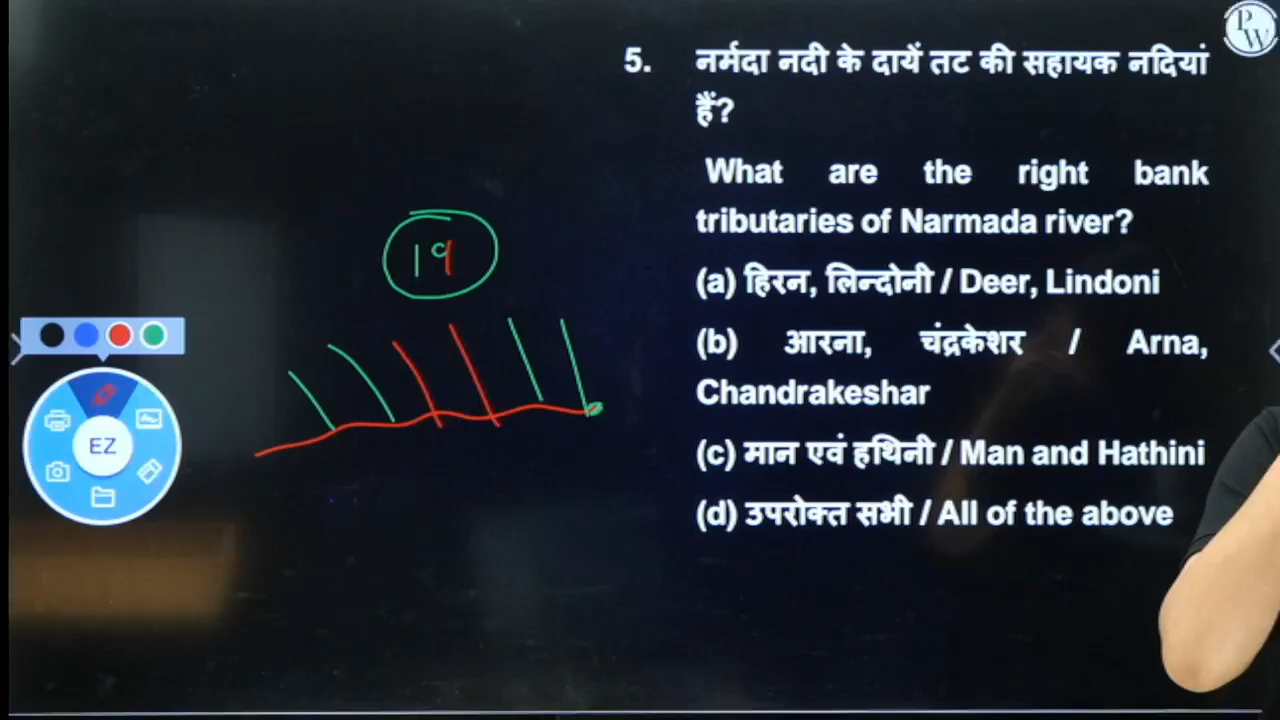 PW
5. नर्मदा नदी के दायें तट की सहायक नदियां
हैं?
What are the right bank
tributaries of Narmada river?
(a) हिरन, लिन्दोनी / Deer, Lindoni
(b) आरना, चंद्रकेशर / Arna,
Chandrakeshar
(c) मान एवं हथिनी / Man and Hathini
(d) उपरोक्त सभी / All of the above
19
EZ